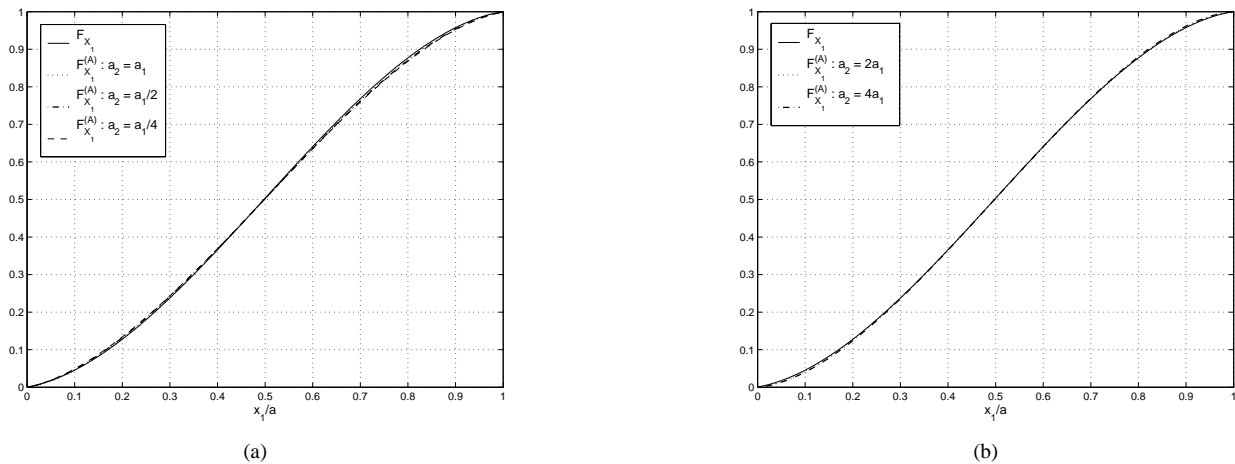 1
0.9
0.8
0.7
0.6
0.5
0.4
0.3
0.2
0.1
0
F_{X_1}
F_{X_1}^{(A)} : a_2 = a_1
F_{X_1}^{(A)} : a_2 = a_1/2
F_{X_1}^{(A)} : a_2 = a_1/4
0 0.1 0.2 0.3 0.4 0.5 0.6 0.7 0.8 0.9 1
x_1/a
(a)
1
0.9
0.8
0.7
0.6
0.5
0.4
0.3
0.2
0.1
0
F_{X_1}
F_{X_1}^{(A)} : a_2 = 2a_1
F_{X_1}^{(A)} : a_2 = 4a_1
0 0.1 0.2 0.3 0.4 0.5 0.6 0.7 0.8 0.9 1
x_1/a
(b)